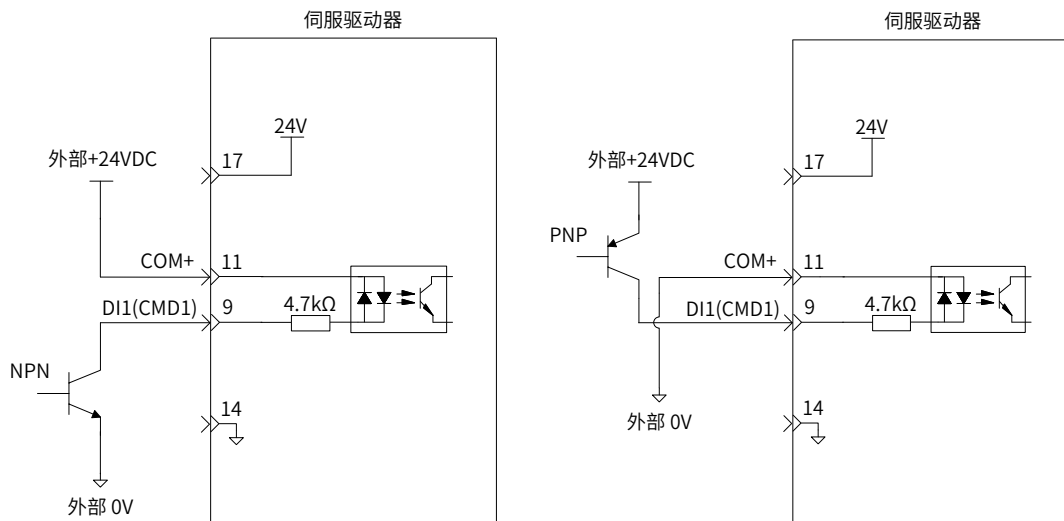 伺服驱动器
24V
外部+24VDC
17
COM+
11
DI1(CMD1)
9
4.7kΩ
NPN
14
外部 0V
伺服驱动器
24V
外部+24VDC
17
PNP
COM+
11
DI1(CMD1)
9
4.7kΩ
外部 0V
14